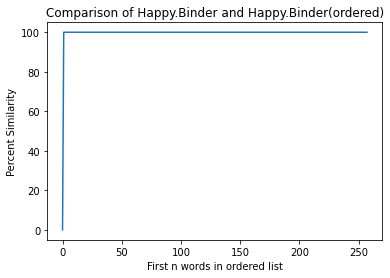 Comparison of Happy.Binder and Happy.Binder(ordered)
100
80
60
40
20
0
Percent Similarity
0 50 100 150 200 250
First n words in ordered list